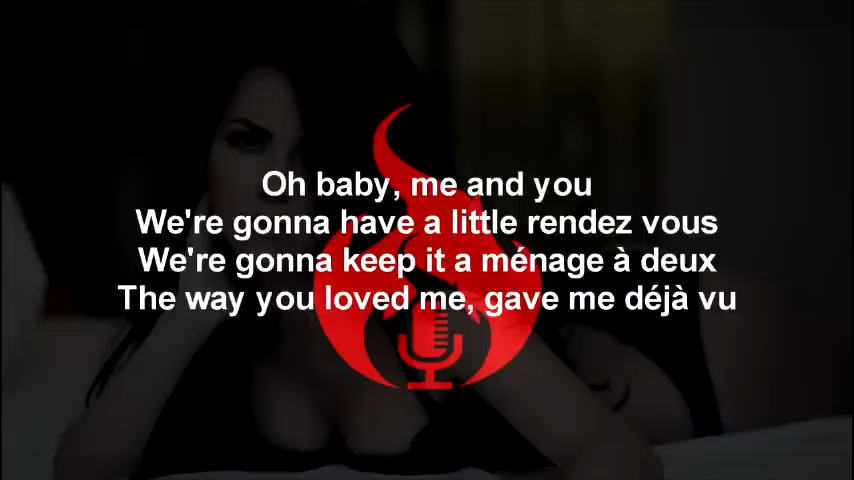 Oh baby, me and you
We're gonna have a little rendez vous
We're gonna keep it a ménage à deux
The way you loved me, gave me déjà vu